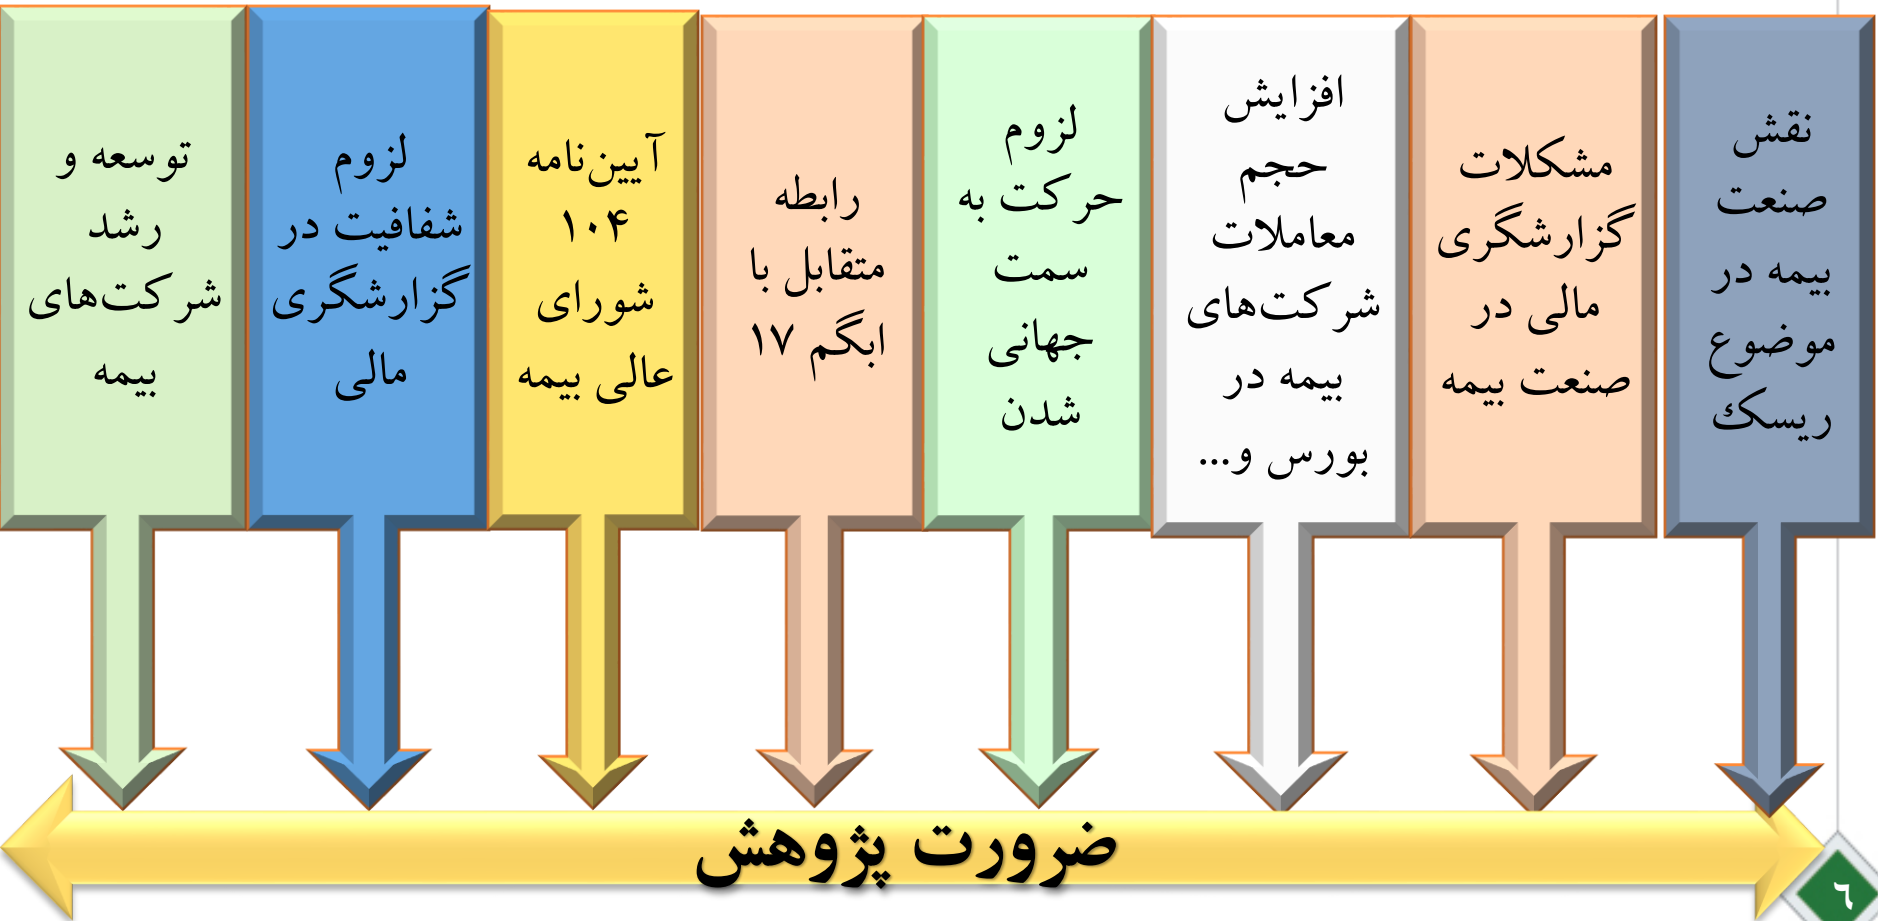 نقش
صنعت
بیمه در
موضوع
ریسک
مشکلات
گزارشگری
مالی در
صنعت بیمه
افزایش
حجم
معاملات
شرکت‌های
بیمه در
بورس و...
لزوم
حرکت به
سمت
جهانی
شدن
رابطه
متقابل با
ابگم ۱۷
آیین‌نامه
۱۰۴
شورای
عالی بیمه
لزوم
شفافیت در
گزارشگری
مالی
توسعه و
رشد
شرکت‌های
بیمه
ضرورت پژوهش
٦